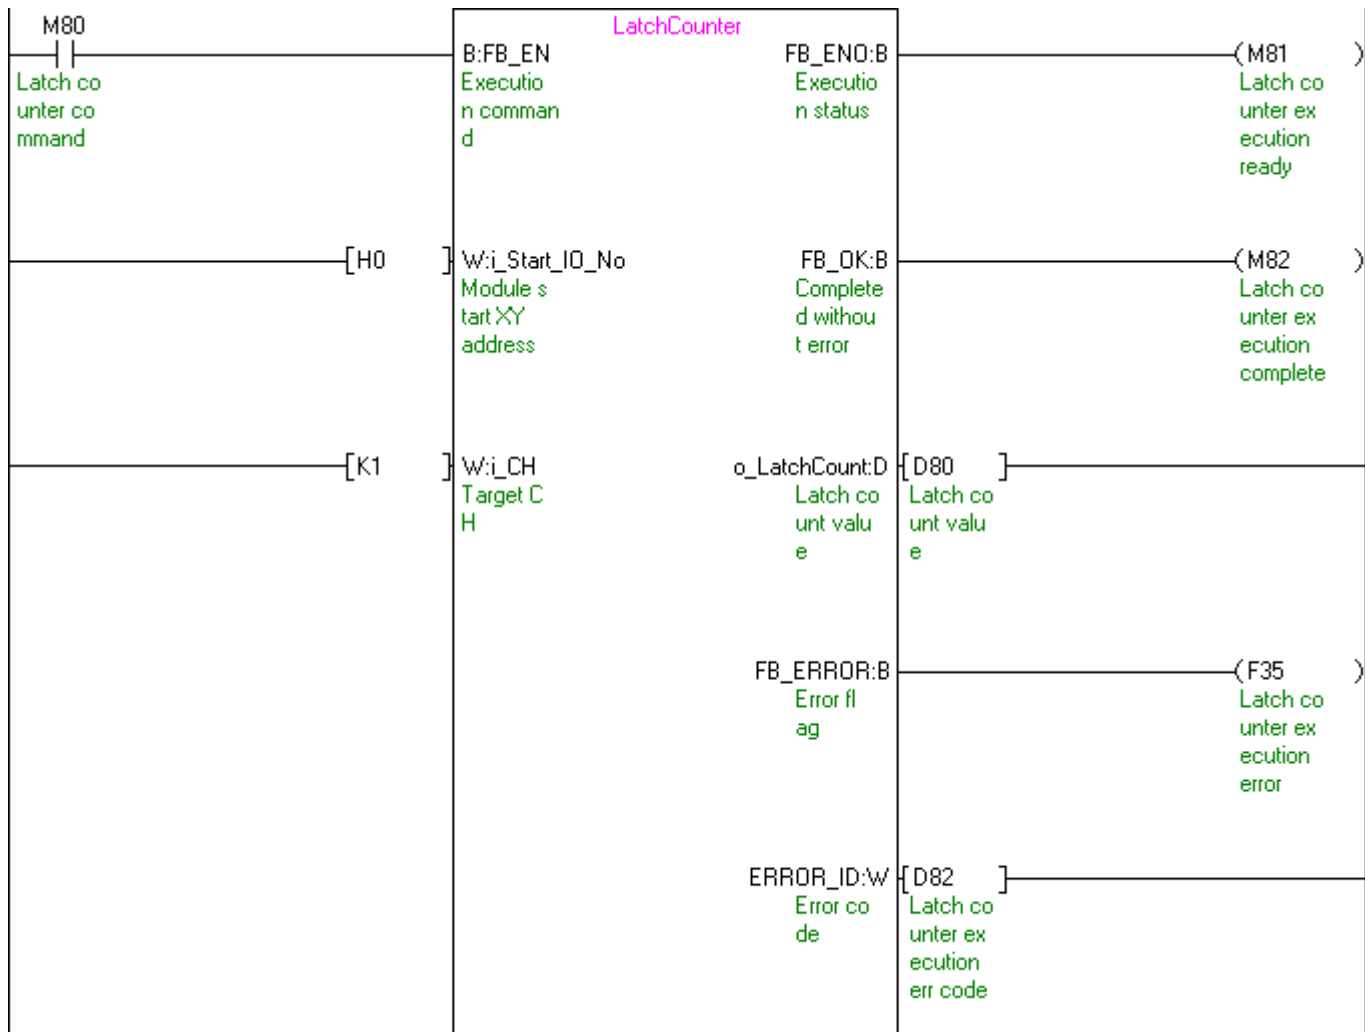 M80
LatchCounter
B:FB_EN
FB_ENO:B
(M81 )
Latch co
unter co
mmand
Executio
n comman
d
Executio
n status
Latch co
unter ex
ecution
ready
[H0 ]
W:i_Start_IO_No
FB_OK:B
(M82 )
Module s
tart XY
address
Complete
d withou
t error
Latch co
unter ex
ecution
complete
[K1 ]
W:i_CH
o_LatchCount:D
[D80 ]
Target C
H
Latch co
unt valu
e
Latch co
unt valu
e
FB_ERROR:B
(F35 )
Error fl
ag
Latch co
unter ex
ecution
error
ERROR_ID:W
[D82 ]
Error co
de
Latch co
unter ex
ecution
err code